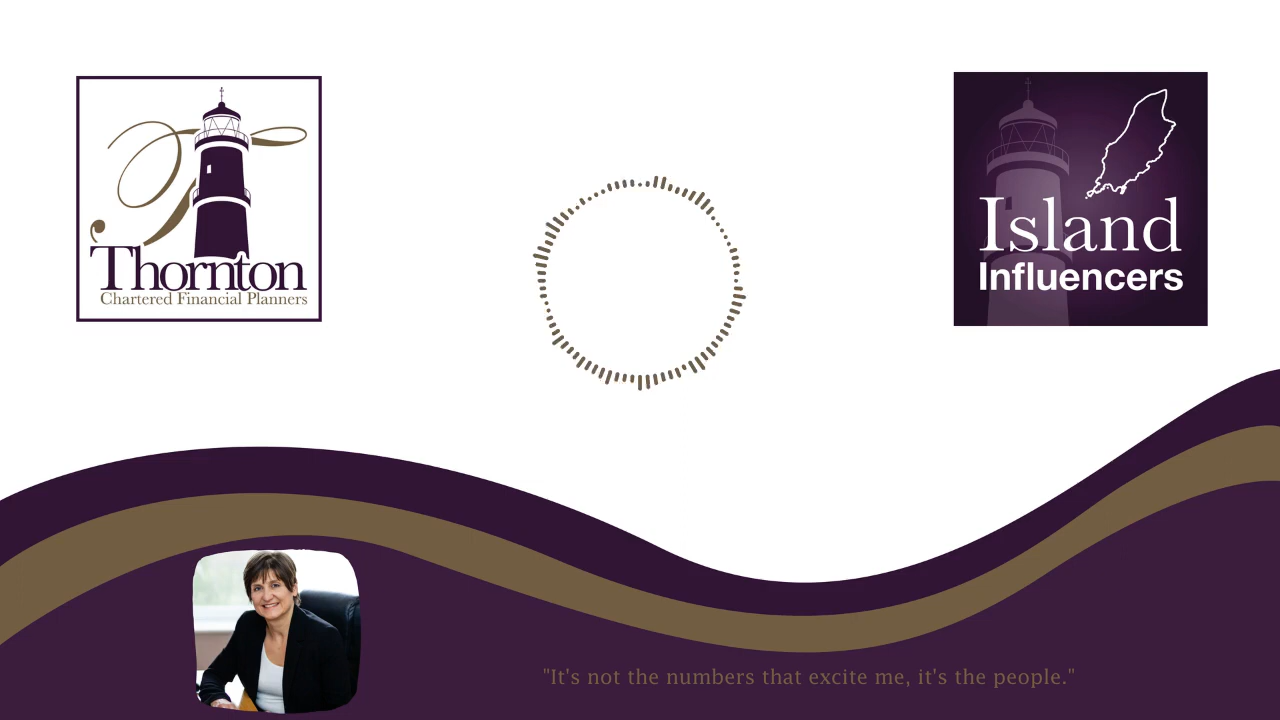 Thornton
Chartered Financial Planners
Island
Influencers
"It's not the numbers that excite me, it's the people."